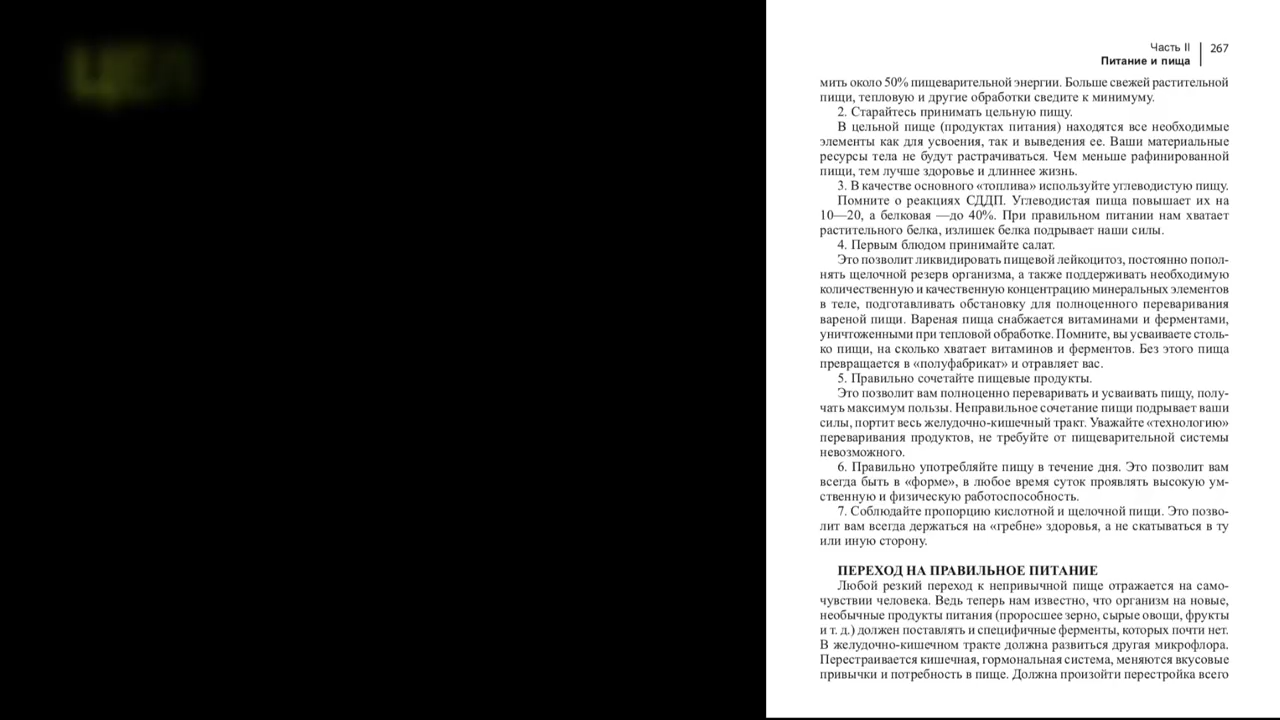 Часть II
267
Питание и пища
мить около 50% пищеварительной энергии. Больше свежей растительной
пищи, тепловую и другие обработки сведите к минимуму.
2. Старайтесь принимать цельную пищу.
В цельной пище (продуктах питания) находятся все необходимые
элементы как для усвоения, так и выведения ее. Ваши материальные
ресурсы тела не будут растрачиваться. Чем меньше рафинированной
пищи, тем лучше здоровье и длиннее жизнь.
3. В качестве основного «топлива» используйте углеводистую пищу.
Помните о реакциях СДДП. Углеводистая пища повышает их на
10—20, а белковая —до 40%. При правильном питании нам хватает
растительного белка, излишек белка подрывает наши силы.
4. Первым блюдом принимайте салат.
Это позволит ликвидировать пищевой лейкоцитоз, постоянно попол-
нять щелочной резерв организма, а также поддерживать необходимую
количественную и качественную концентрацию минеральных элементов
в теле, подготавливать обстановку для полноценного переваривания
вареной пищи. Вареная пища снабжается витаминами и ферментами,
уничтоженными при тепловой обработке. Помните, вы усваиваете столь-
ко пищи, на сколько хватает витаминов и ферментов. Без этого пища
превращается в «полуфабрикат» и отравляет вас.
5. Правильно сочетайте пищевые продукты.
Это позволит вам полноценно переваривать и усваивать пищу, полу-
чать максимум пользы. Неправильное сочетание пищи подрывает ваши
силы, портит весь желудочно-кишечный тракт. Уважайте «технологию»
переваривания продуктов, не требуйте от пищеварительной системы
невозможного.
6. Правильно употребляйте пищу в течение дня. Это позволит вам
всегда быть в «форме», в любое время суток проявлять высокую ум-
ственную и физическую работоспособность.
7. Соблюдайте пропорцию кислотной и щелочной пищи. Это позво-
лит вам всегда держаться на «гребне» здоровья, а не скатываться в ту
или иную сторону.
ПЕРЕХОД НА ПРАВИЛЬНОЕ ПИТАНИЕ
Любой резкий переход к непривычной пище отражается на само-
чувствии человека. Ведь теперь нам известно, что организм на новые,
необычные продукты питания (проросшее зерно, сырые овощи, фрукты
и т. д.) должен поставлять и специфичные ферменты, которых почти нет.
В желудочно-кишечном тракте должна развиться другая микрофлора.
Перестраивается кишечная, гормональная система, меняются вкусовые
привычки и потребность в пище. Должна произойти перестройка всего